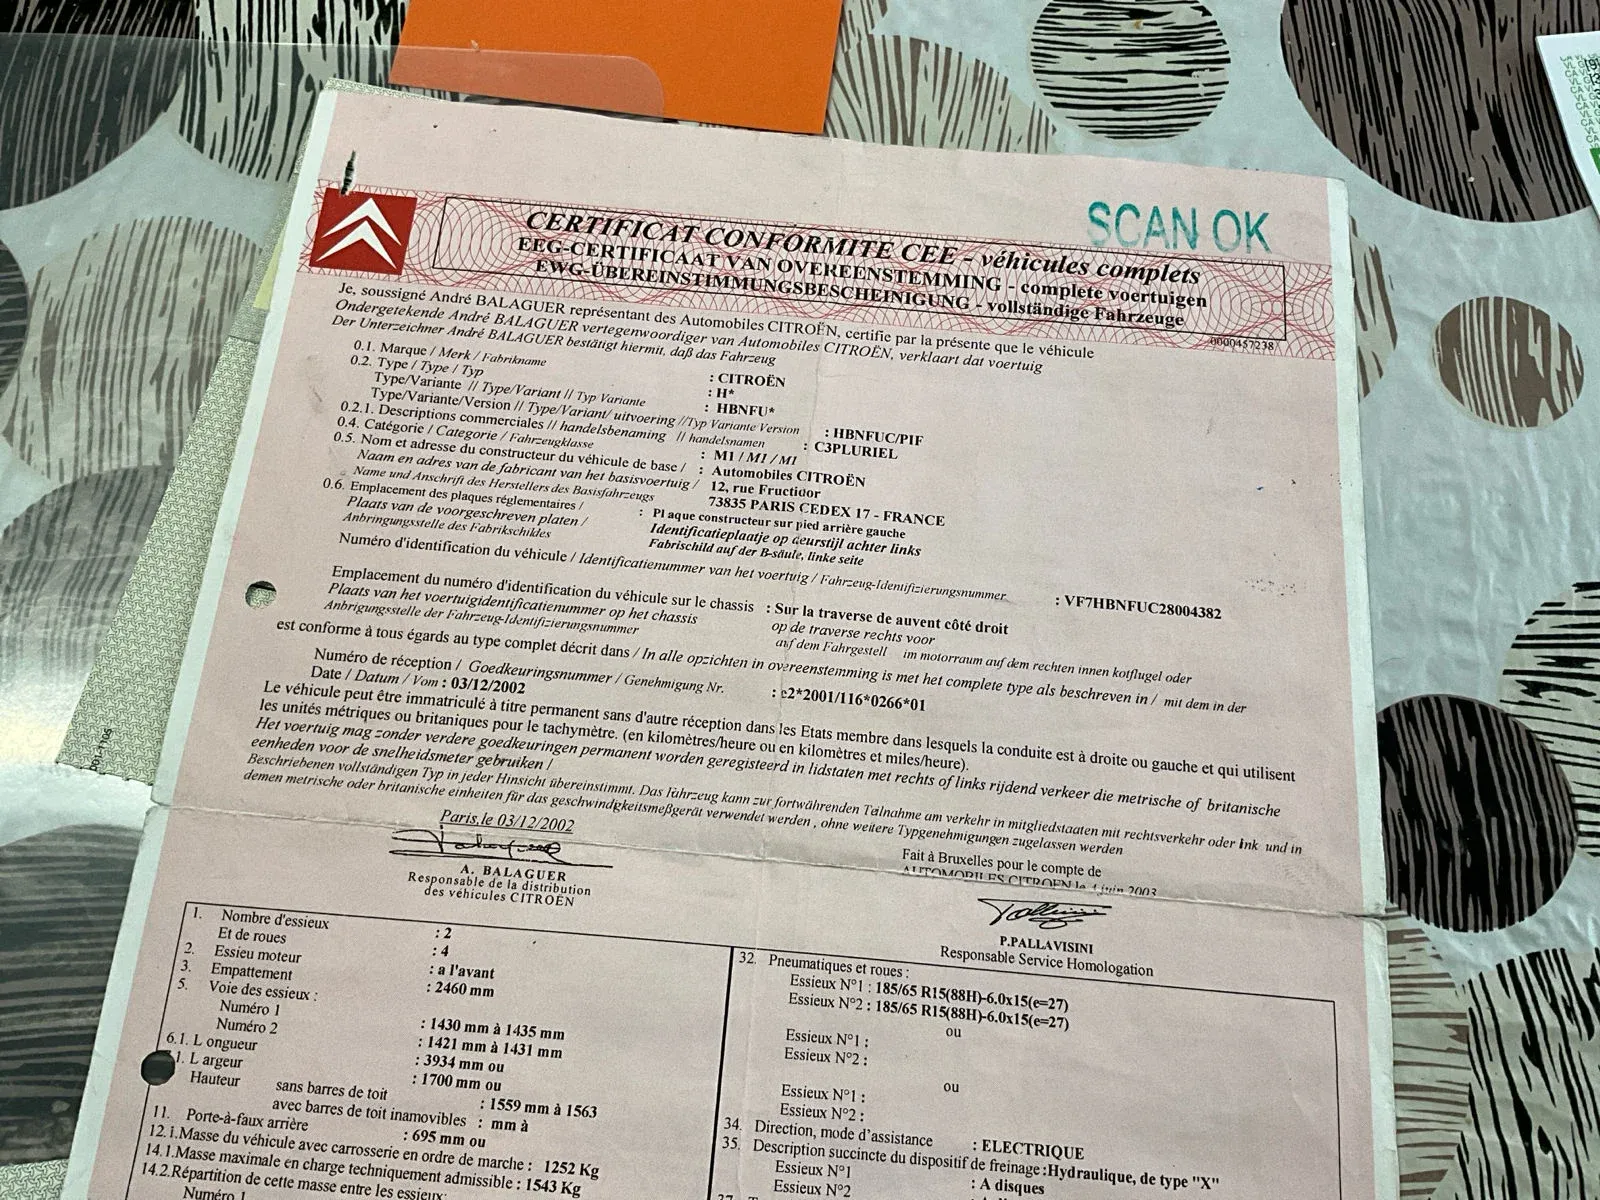 SCAN OK
CERTIFICAT CONFORMITE CEE - véhicules complets
EEG-CERTIFICAAT VAN OVEREENSTEMMING - complete voertuigen
EWG-ÜBEREINSTIMMUNGSBESCHEINIGUNG - vollständige Fahrzeuge
0000457238
Je, soussigné André BALAGUER représentant des Automobiles CITROËN, certifie par la présente que le véhicule
Ondergetekende André BALAGUER vertegenwoordiger van Automobiles CITROËN, verklaart dat voertuig
Der Unterzeichner André BALAGUER bestätigt hiermit, daß das Fahrzeug
0.1. Marque / Merk / Fabrikname : CITROËN
0.2. Type / Type / Typ : H*
Type/Variante // Type/Variant // Typ Variante : HBNFU*
Type/Variante/Version // Type/Variant/ uitvoering //Typ Variante Version : HBNFUC/PIF
0.2.1. Descriptions commerciales // handelsbenaming // handelsnamen : C3PLURIEL
0.4. Catégorie / Categorie / Fahrzeugklasse : M1 / M1 / M1
0.5. Nom et adresse du constructeur du véhicule de base / : Automobiles CITROËN
Naam en adres van de fabricant van het basisvoertuig / 12, rue Fructidor
Name und Anschrift des Herstellers des Basisfahrzeugs 73835 PARIS CEDEX 17 - FRANCE
0.6. Emplacement des plaques réglementaires / : Plaque constructeur sur pied arrière gauche
Plaats van de voorgeschreven platen / Identificatieplaatje op deurstijl achter links
Anbringungsstelle des Fabrikschildes Fabrischild auf der B-säule, linke seite
Numéro d'identification du véhicule / Identificatienummer van het voertuig / Fahrzeug-Identifizierungsnummer : VF7HBNFUC28004382
Emplacement du numéro d'identification du véhicule sur le chassis : Sur la traverse de auvent côté droit
Plaats van het voertuigidentificatienummer op het chassis op de traverse rechts voor
Anbrigungsstelle der Fahrzeug-Identifizierungsnummer auf dem Fahrgestell im motorraum auf dem rechten innen kotflugel oder
est conforme à tous égards au type complet décrit dans / In alle opzichten in overeenstemming is met het complete type als beschreven in / mit dem in der
Numéro de réception / Goedkeuringsnummer / Genehmigung Nr. : e2*2001/116*0266*01
Date / Datum / Vom : 03/12/2002
Le véhicule peut être immatriculé à titre permanent sans d'autre réception dans les Etats membre dans lesquels la conduite est à droite ou gauche et qui utilisent
les unités métriques ou britaniques pour le tachymètre. (en kilomètres/heure ou en kilomètres et miles/heure).
Het voertuig mag zonder verdere goedkeuringen permanent worden geregistreerd in lidstaten met rechts of links rijdend verkeer die metrische of britanische
eenheden voor de snelheidsmeter gebruiken /
Beschriebenen vollständigen Typ in jeder Hinsicht übereinstimmt. Das Fahrzeug kann zur fortwährenden Teilnahme am verkehr in mitgliedstaaten mit rechtsverkehr oder link und in
demen metrische oder britanische einheiten für das geschwindigkeitsmeßgerät verwendet werden , ohne weitere Typgenehmigungen zugelassen werden
Paris,le 03/12/2002
A. BALAGUER
Responsable de la distribution
des véhicules CITROËN
Fait à Bruxelles pour le compte de
AUTOMOBILES CITROEN le 4 juin 2003
P.PALLAVISINI
Responsable Service Homologation
1. Nombre d'essieux : 2
Et de roues : 4
2. Essieu moteur : a l'avant
3. Empattement : 2460 mm
5. Voie des essieux :
Numéro 1 : 1430 mm à 1435 mm
Numéro 2 : 1421 mm à 1431 mm
6.1. L ongueur : 3934 mm ou
1. L argeur : 1700 mm ou
Hauteur sans barres de toit : 1559 mm à 1563
avec barres de toit inamovibles : mm à
11. Porte-à-faux arrière : 695 mm ou
12.1.Masse du véhicule avec carrosserie en ordre de marche : 1252 Kg
14.1.Masse maximale en charge techniquement admissible : 1543 Kg
14.2.Répartition de cette masse entre les essieux:
Numéro 1
32. Pneumatiques et roues :
Essieux N°1 : 185/65 R15(88H)-6.0x15(e=27)
Essieux N°2 : 185/65 R15(88H)-6.0x15(e=27)
ou
Essieux N°1 :
Essieux N°2 :
ou
Essieux N°1 :
Essieux N°2 :
34. Direction, mode d'assistance : ELECTRIQUE
35. Description succincte du dispositif de freinage :Hydraulique, de type "X"
Essieux N°1 : A disques
Essieux N°2